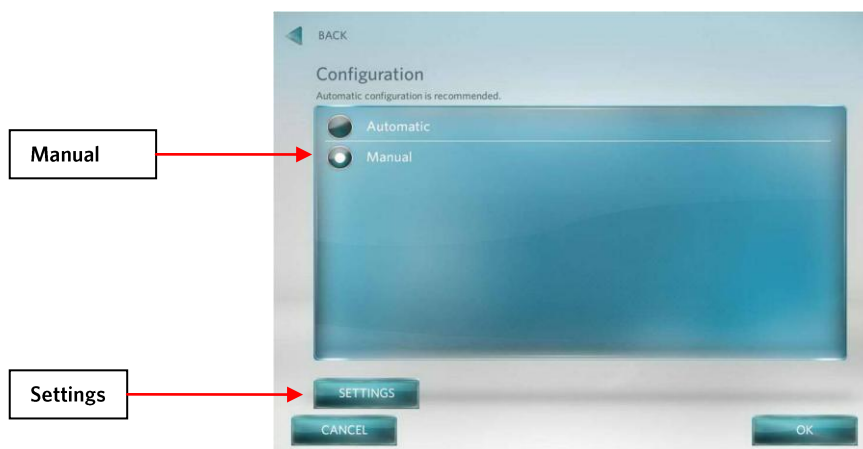 BACK
Configuration
Automatic configuration is recommended.
Automatic
Manual
Manual
Settings
SETTINGS
CANCEL
OK